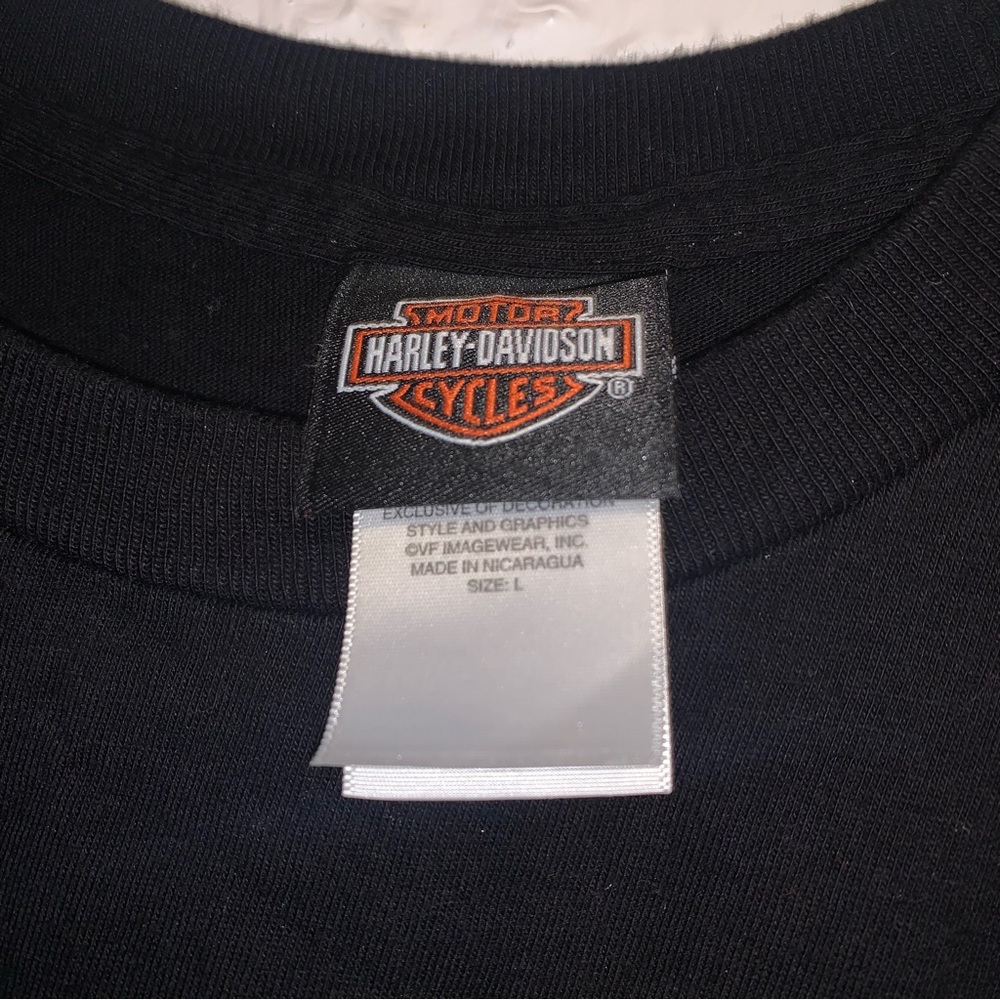 MOTOR
HARLEY-DAVIDSON
CYCLES
®
EXCLUSIVE OF DECORATION
STYLE AND GRAPHICS
©VF IMAGEWEAR, INC.
MADE IN NICARAGUA
SIZE: L